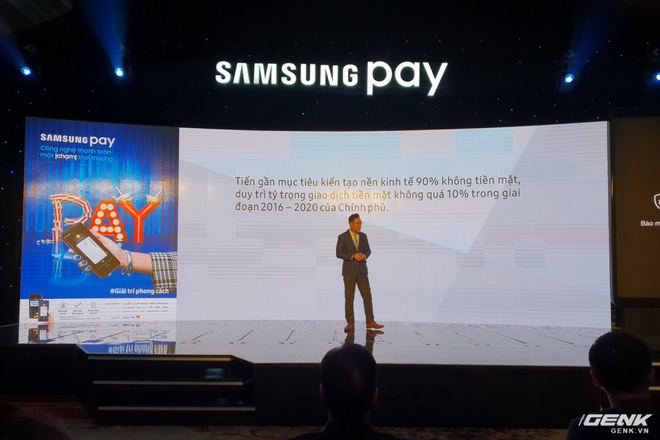 SAMSUNG pay
SAMSUNG pay
Công nghệ thanh toán
một [chạm] thời thượng
PAY
#Giải trí phong cách
Tiến gần mục tiêu kiến tạo nền kinh tế 90% không tiền mặt,
duy trì tỷ trọng giao dịch tiền mặt không quá 10% trong giai
đoạn 2016 – 2020 của Chính phủ.
Bảo
GENK
GENK.VN